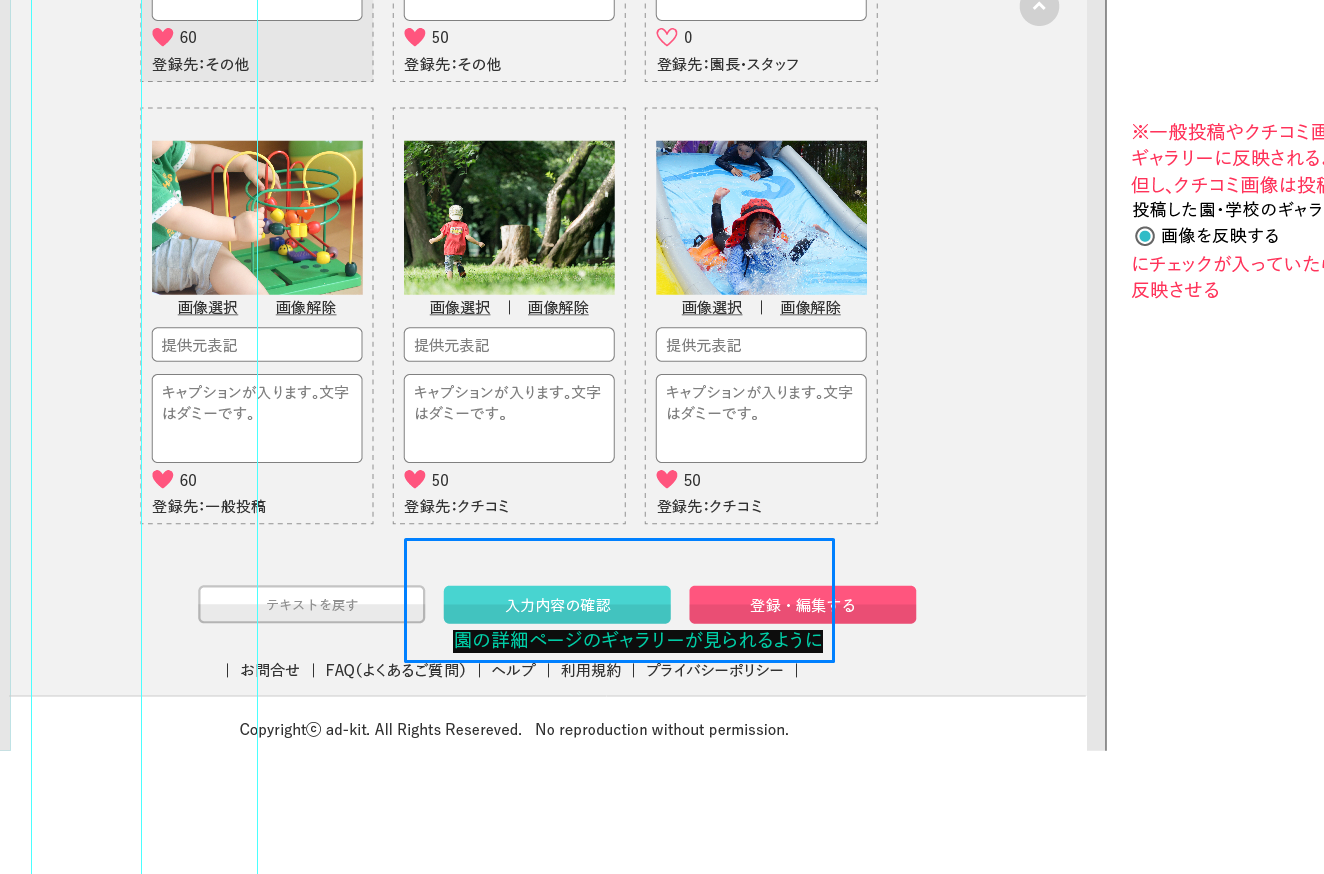 60
50
0
登録先：その他
登録先：その他
登録先：園長・スタッフ
※一般投稿やクチコミ画
ギャラリーに反映される。
但し、クチコミ画像は投稿
投稿した園・学校のギャラ
画像を反映する
にチェックが入っていたら
反映させる
画像選択 画像解除
画像選択 | 画像解除
画像選択 | 画像解除
提供元表記
提供元表記
提供元表記
キャプションが入ります。文字
はダミーです。
キャプションが入ります。文字
はダミーです。
キャプションが入ります。文字
はダミーです。
60
50
50
登録先：一般投稿
登録先：クチコミ
登録先：クチコミ
テキストを戻す
入力内容の確認
登録・編集する
園の詳細ページのギャラリーが見られるように
| お問合せ | FAQ（よくあるご質問） | ヘルプ | 利用規約 | プライバシーポリシー |
Copyrightⓒ ad-kit. All Rights Resereved. No reproduction without permission.